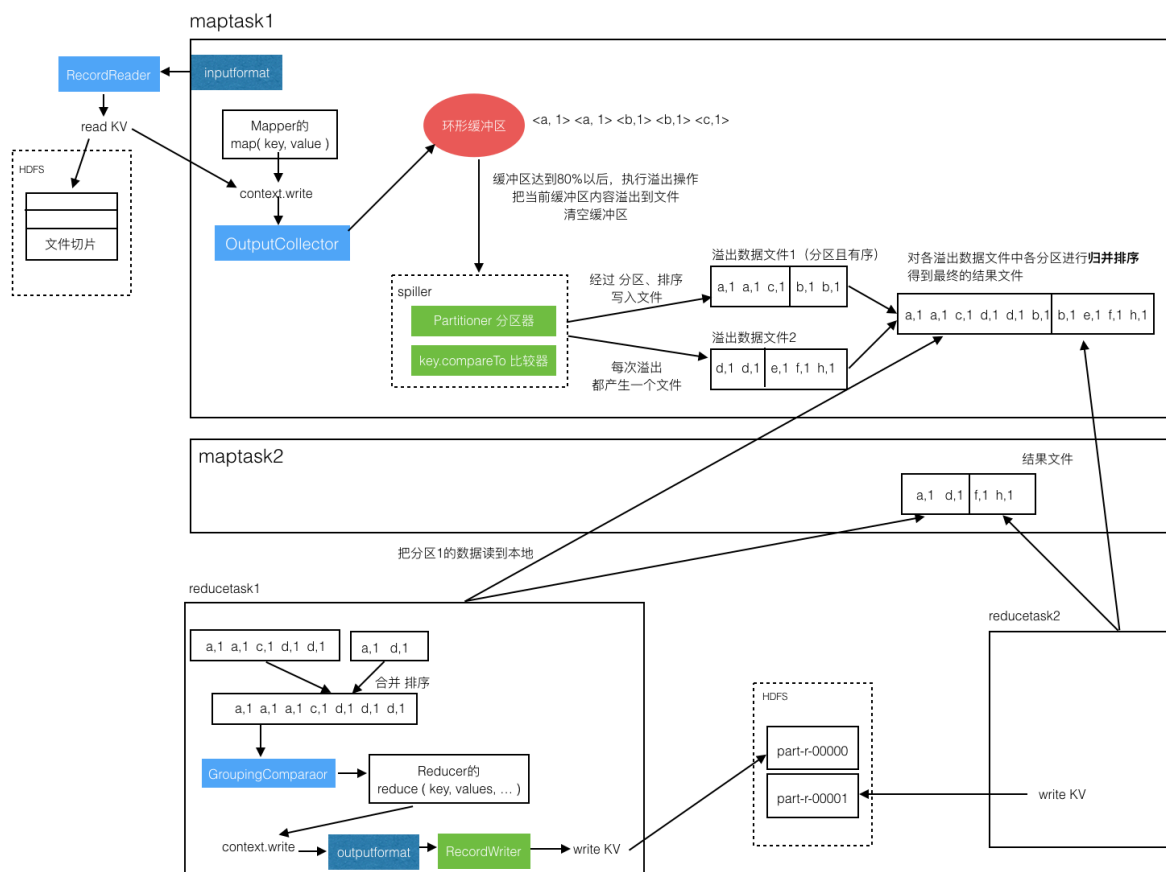 maptask1
RecordReader
inputformat
read KV
HDFS
文件切片
Mapper的
map( key, value )
context.write
OutputCollector
环形缓冲区
<a, 1> <a, 1> <b,1> <b,1> <c,1>
缓冲区达到80%以后，执行溢出操作
把当前缓冲区内容溢出到文件
清空缓冲区
spiller
Partitioner 分区器
key.compareTo 比较器
经过 分区、排序
写入文件
每次溢出
都产生一个文件
溢出数据文件1（分区且有序）
a,1 a,1 c,1 b,1 b,1
溢出数据文件2
d,1 d,1 e,1 f,1 h,1
对各溢出数据文件中各分区进行归并排序
得到最终的结果文件
a,1 a,1 c,1 d,1 d,1 b,1 b,1 e,1 f,1 h,1
maptask2
结果文件
a,1 d,1 f,1 h,1
把分区1的数据读到本地
reducetask1
a,1 a,1 c,1 d,1 d,1
a,1 d,1
合并 排序
a,1 a,1 a,1 c,1 d,1 d,1 d,1
GroupingComparaor
Reducer的
reduce ( key, values, ... )
context.write
outputformat
RecordWriter
write KV
HDFS
part-r-00000
part-r-00001
reducetask2
write KV